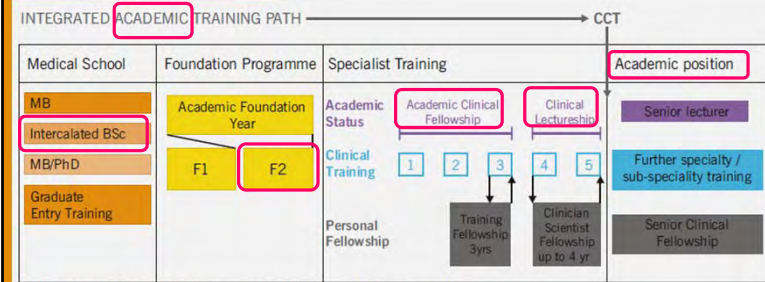 INTEGRATED ACADEMIC TRAINING PATH
CCT
Medical School
Foundation Programme
Specialist Training
Academic position
MB
Intercalated BSc
MB/PhD
Graduate
Entry Training
Academic Foundation
Year
F1
F2
Academic
Status
Academic Clinical
Fellowship
Clinical
Lectureship
Clinical
Training
1
2
3
4
5
Personal
Fellowship
Training
Fellowship
3yrs
Clinician
Scientist
Fellowship
up to 4 yr
Senior lecturer
Further specialty /
sub-speciality training
Senior Clinical
Fellowship